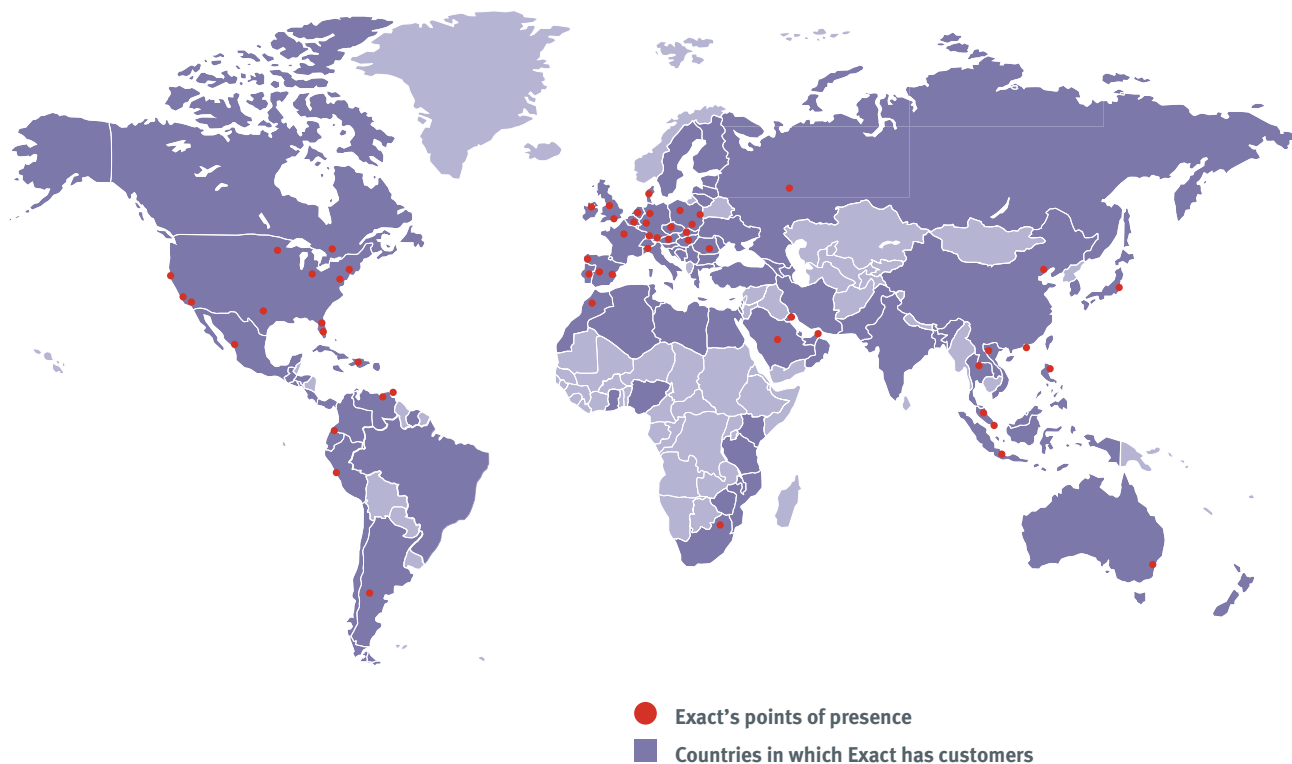 Exact’s points of presence
Countries in which Exact has customers